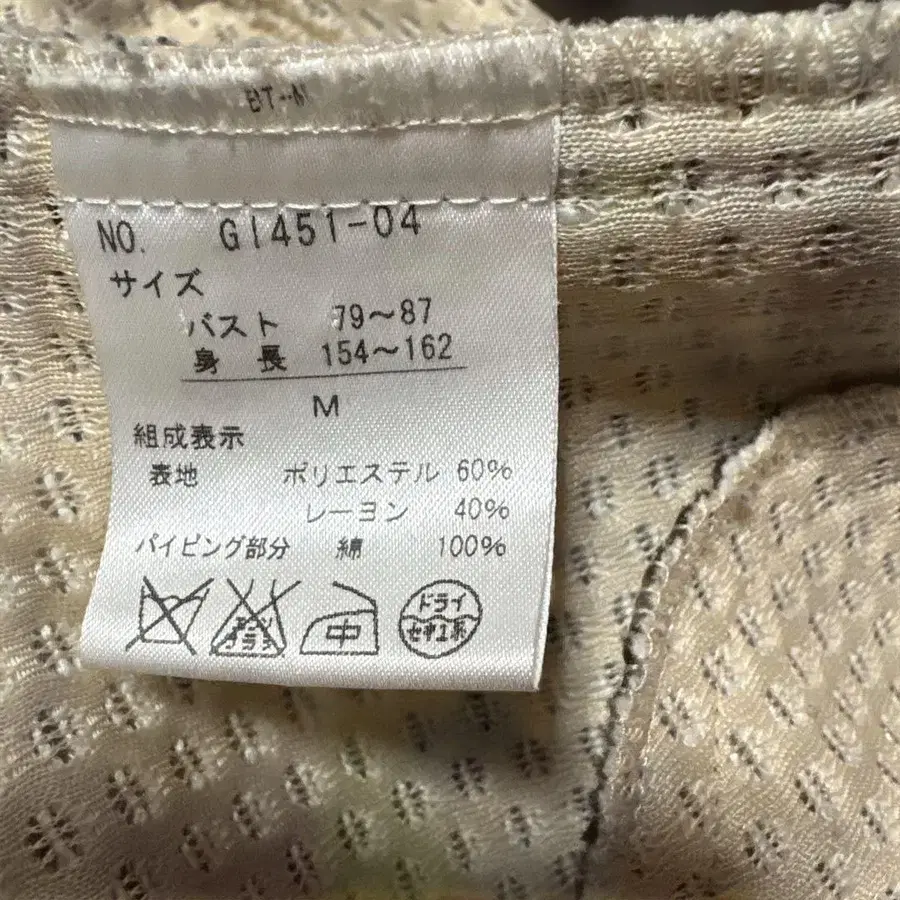 NO. G1451-04
サイズ
バスト 79～87
身長 154～162
M
組成表示
表地 ポリエステル 60%
レーヨン 40%
パイピング部分 綿 100%
中
ドライ
セキユ系